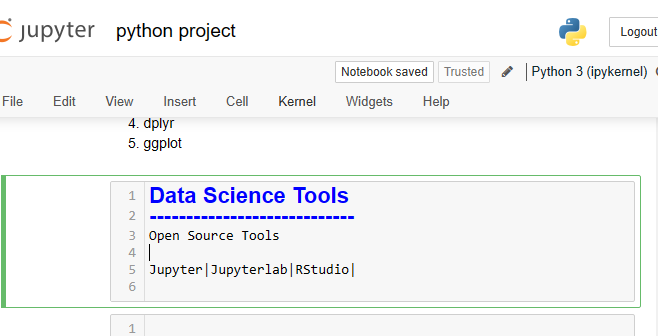 jupyter python project
Logout
Notebook saved Trusted Python 3 (ipykernel)
File Edit View Insert Cell Kernel Widgets Help
4. dplyr
5. ggplot
1 Data Science Tools
2 ----------------------------
3 Open Source Tools
4
5 Jupyter|Jupyterlab|RStudio|
6
1